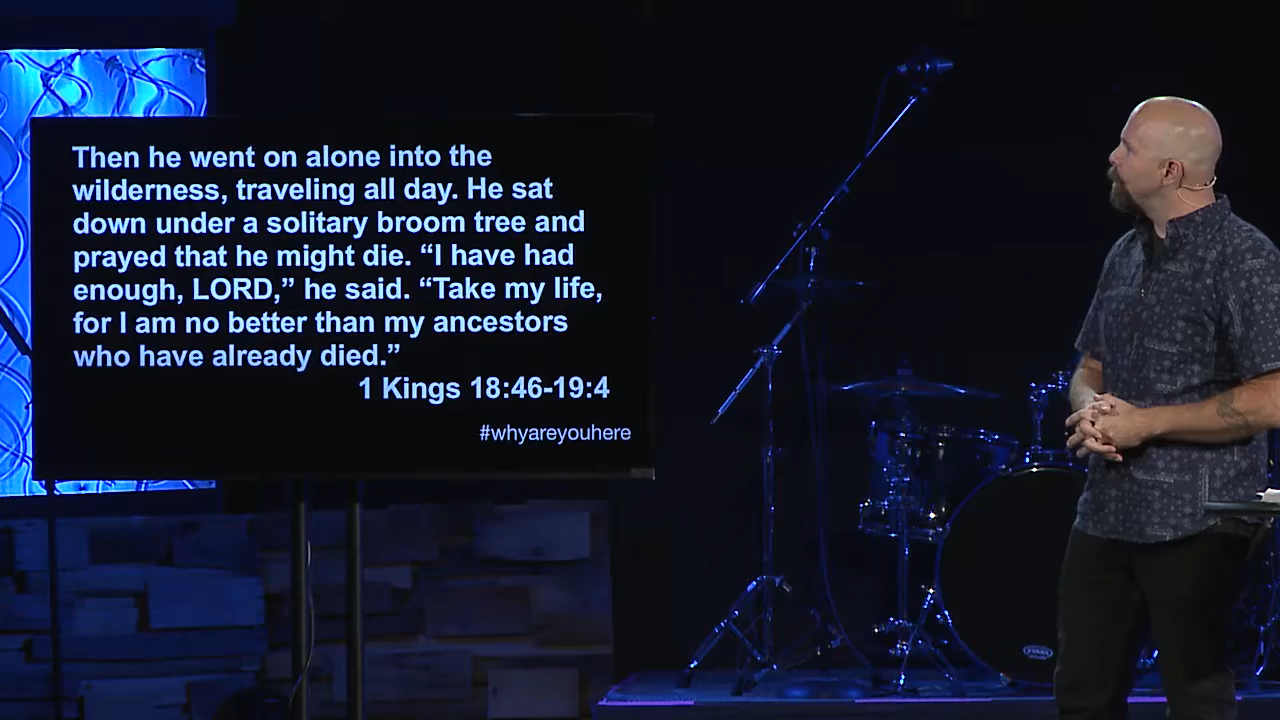 Then he went on alone into the
wilderness, traveling all day. He sat
down under a solitary broom tree and
prayed that he might die. “I have had
enough, LORD,” he said. “Take my life,
for I am no better than my ancestors
who have already died.”
1 Kings 18:46-19:4
#whyareyouhere
TAMA